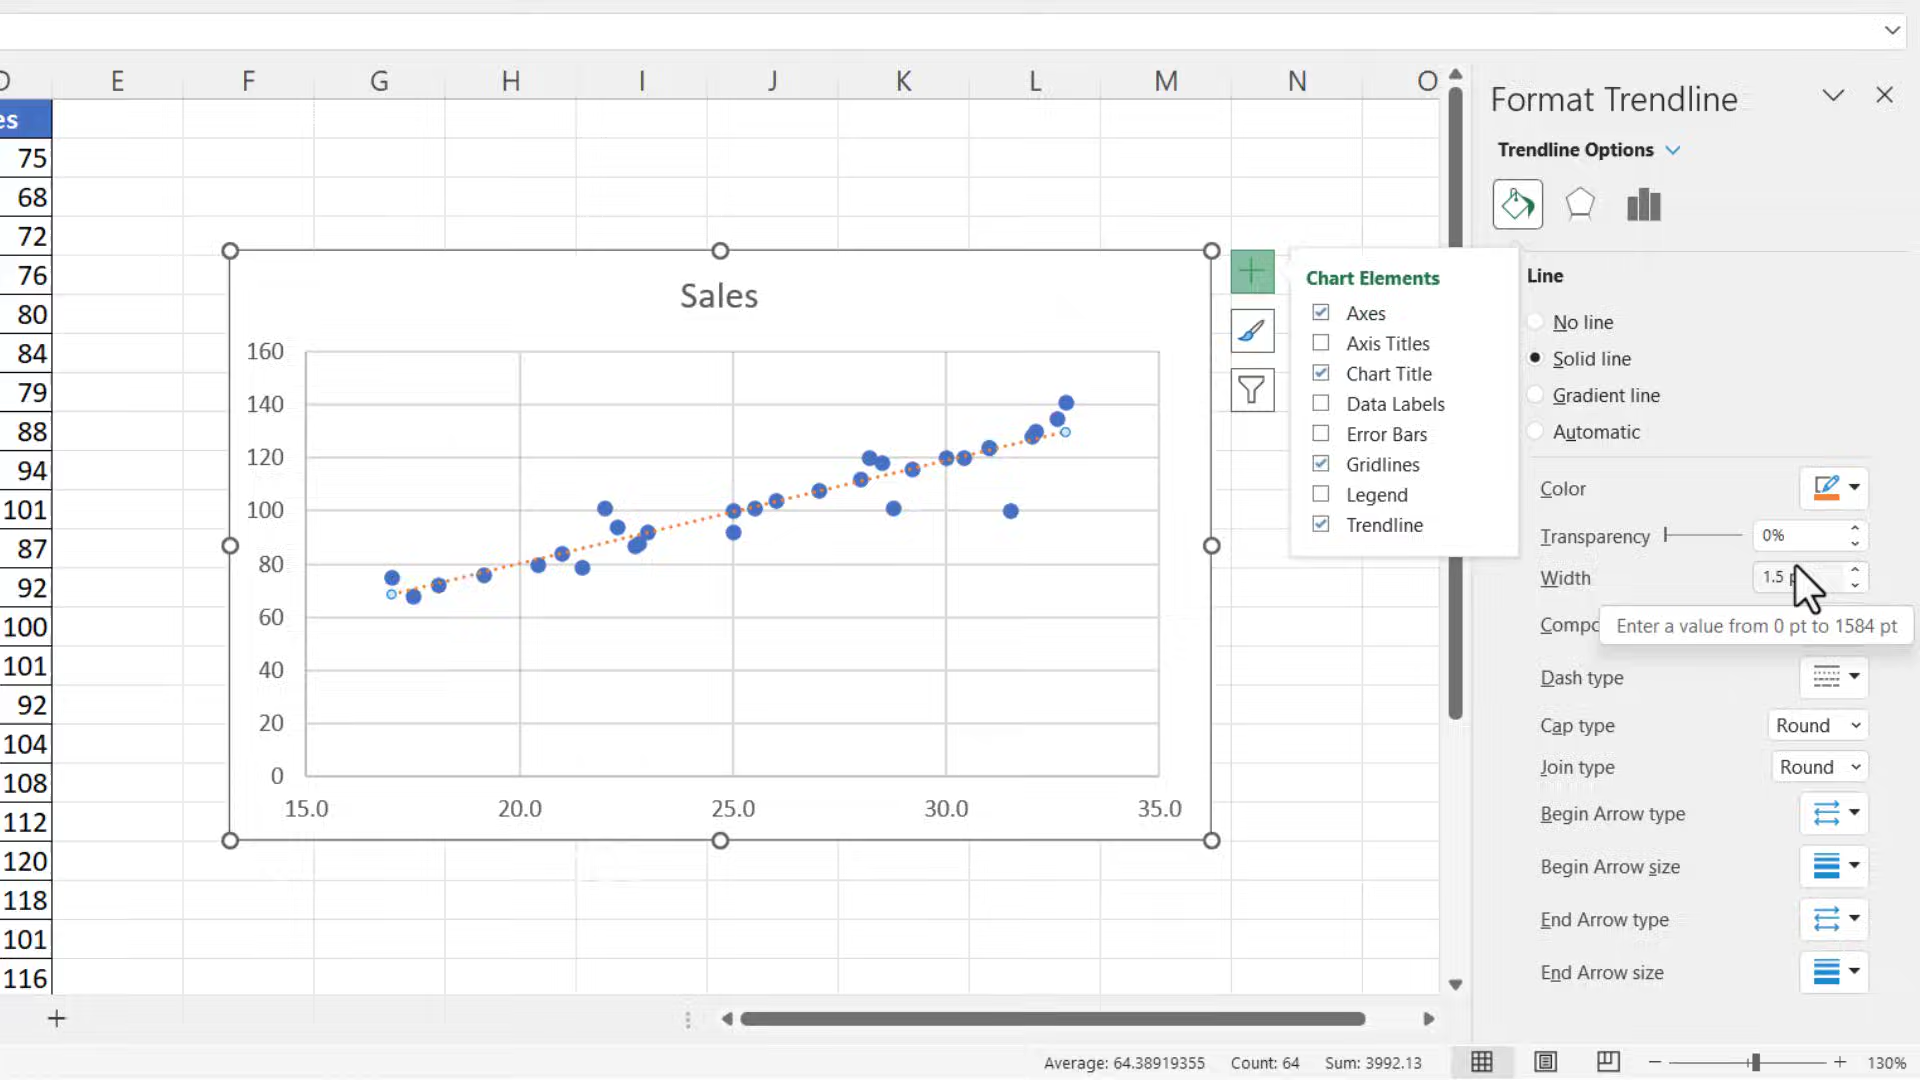 E F G H I J K L M N O
es
75
68
72
76
80
84
79
88
94
101
87
92
100
101
92
104
108
112
120
118
101
116
Sales
160
140
120
100
80
60
40
20
0
15.0 20.0 25.0 30.0 35.0
Chart Elements
Axes
Axis Titles
Chart Title
Data Labels
Error Bars
Gridlines
Legend
Trendline
Format Trendline
Trendline Options
Line
No line
Solid line
Gradient line
Automatic
Color
Transparency 0%
Width 1.5
Compo
Enter a value from 0 pt to 1584 pt
Dash type
Cap type Round
Join type Round
Begin Arrow type
Begin Arrow size
End Arrow type
End Arrow size
Average: 64.38919355 Count: 64 Sum: 3992.13 130%